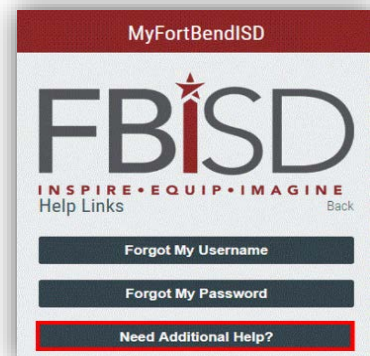 MyFortBendISD
FBISD
INSPIRE•EQUIP•IMAGINE
Help Links Back
Forgot My Username
Forgot My Password
Need Additional Help?